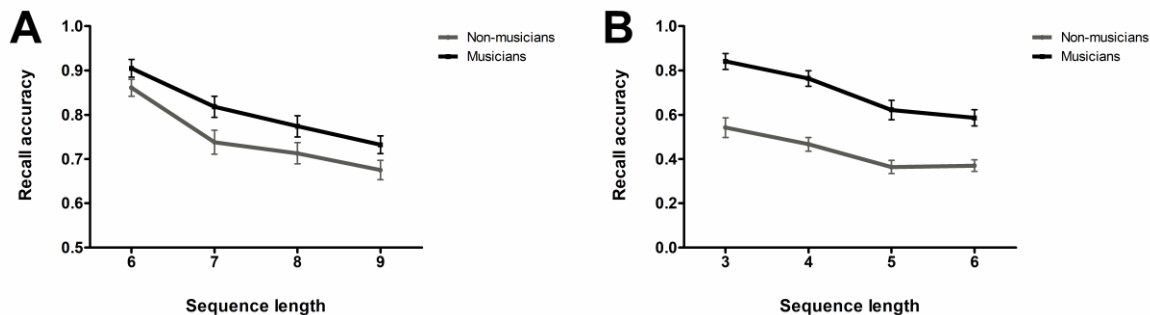 A
Recall accuracy
1.0
0.9
0.8
0.7
0.6
0.5
6 7 8 9
Sequence length
Non-musicians
Musicians
B
Recall accuracy
1.0
0.8
0.6
0.4
0.2
0.0
3 4 5 6
Sequence length
Non-musicians
Musicians